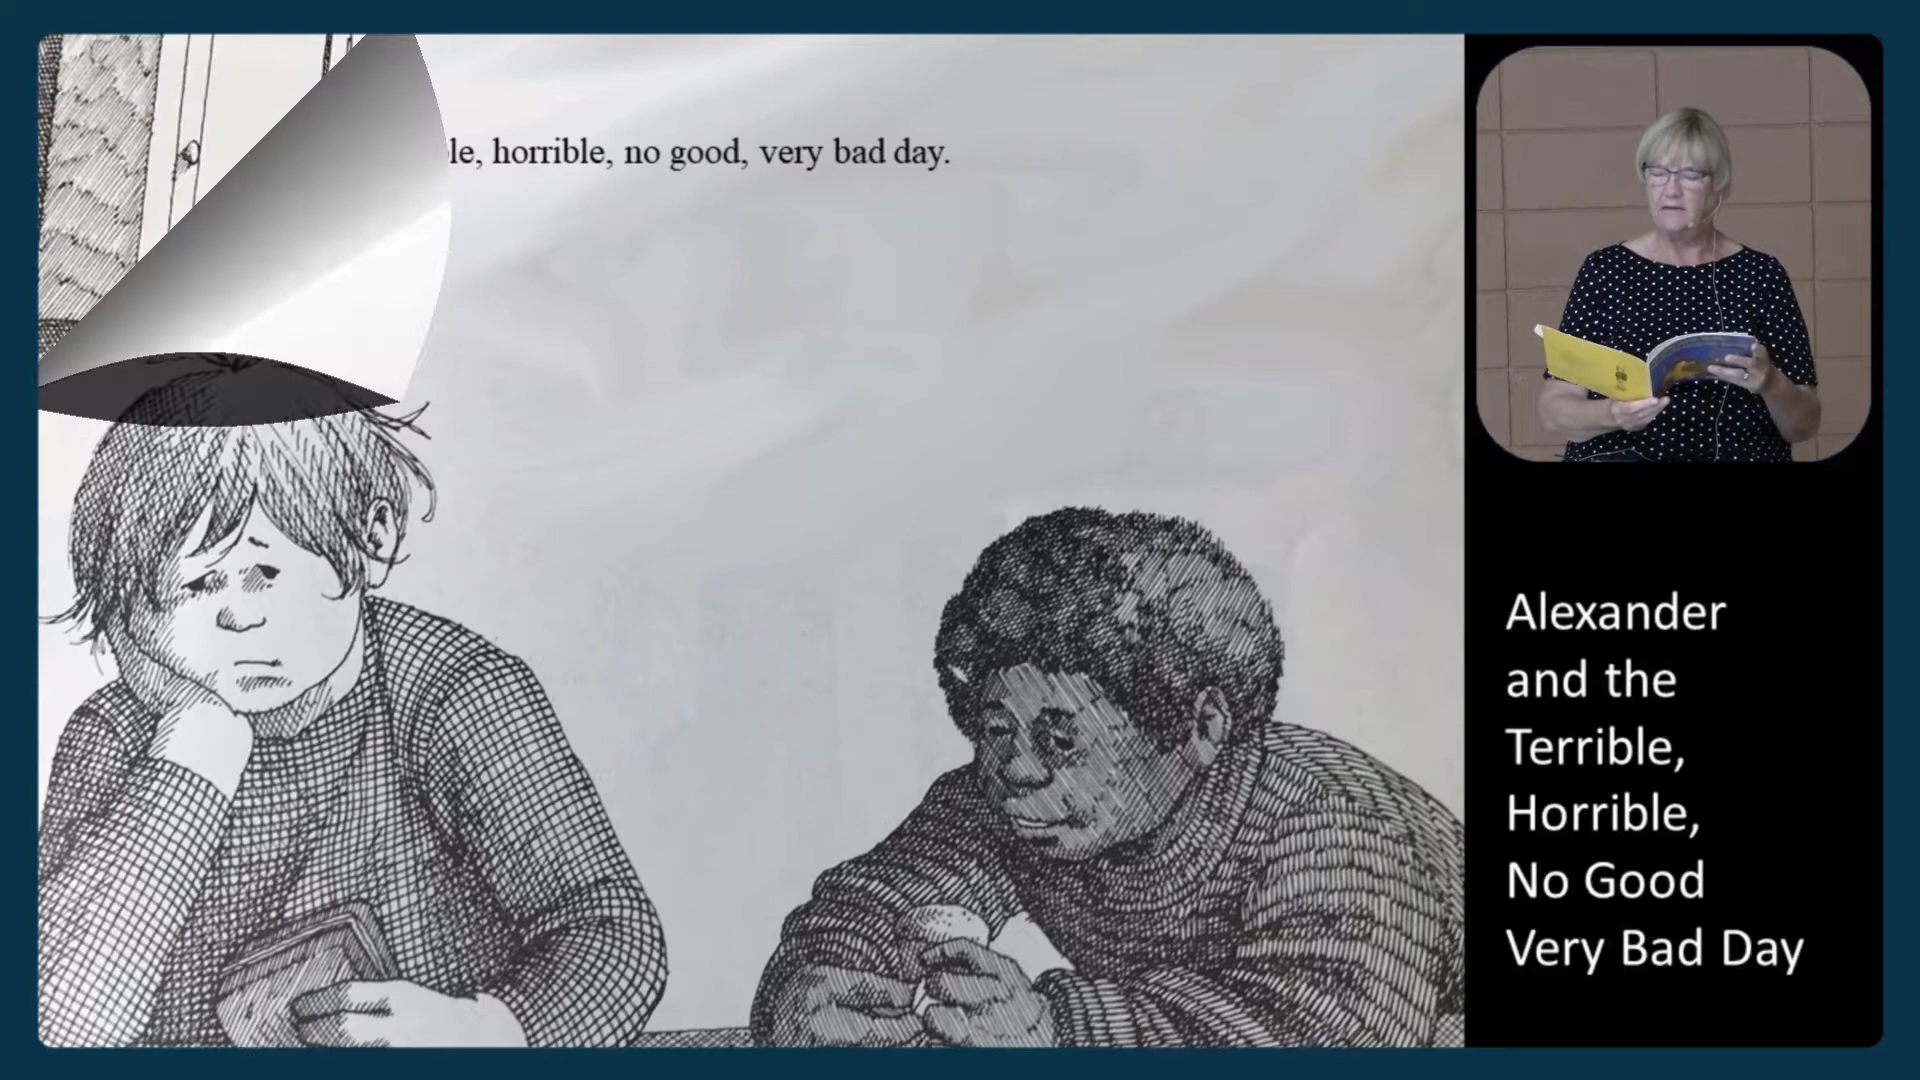 le, horrible, no good, very bad day.
Alexander
and the
Terrible,
Horrible,
No Good
Very Bad Day